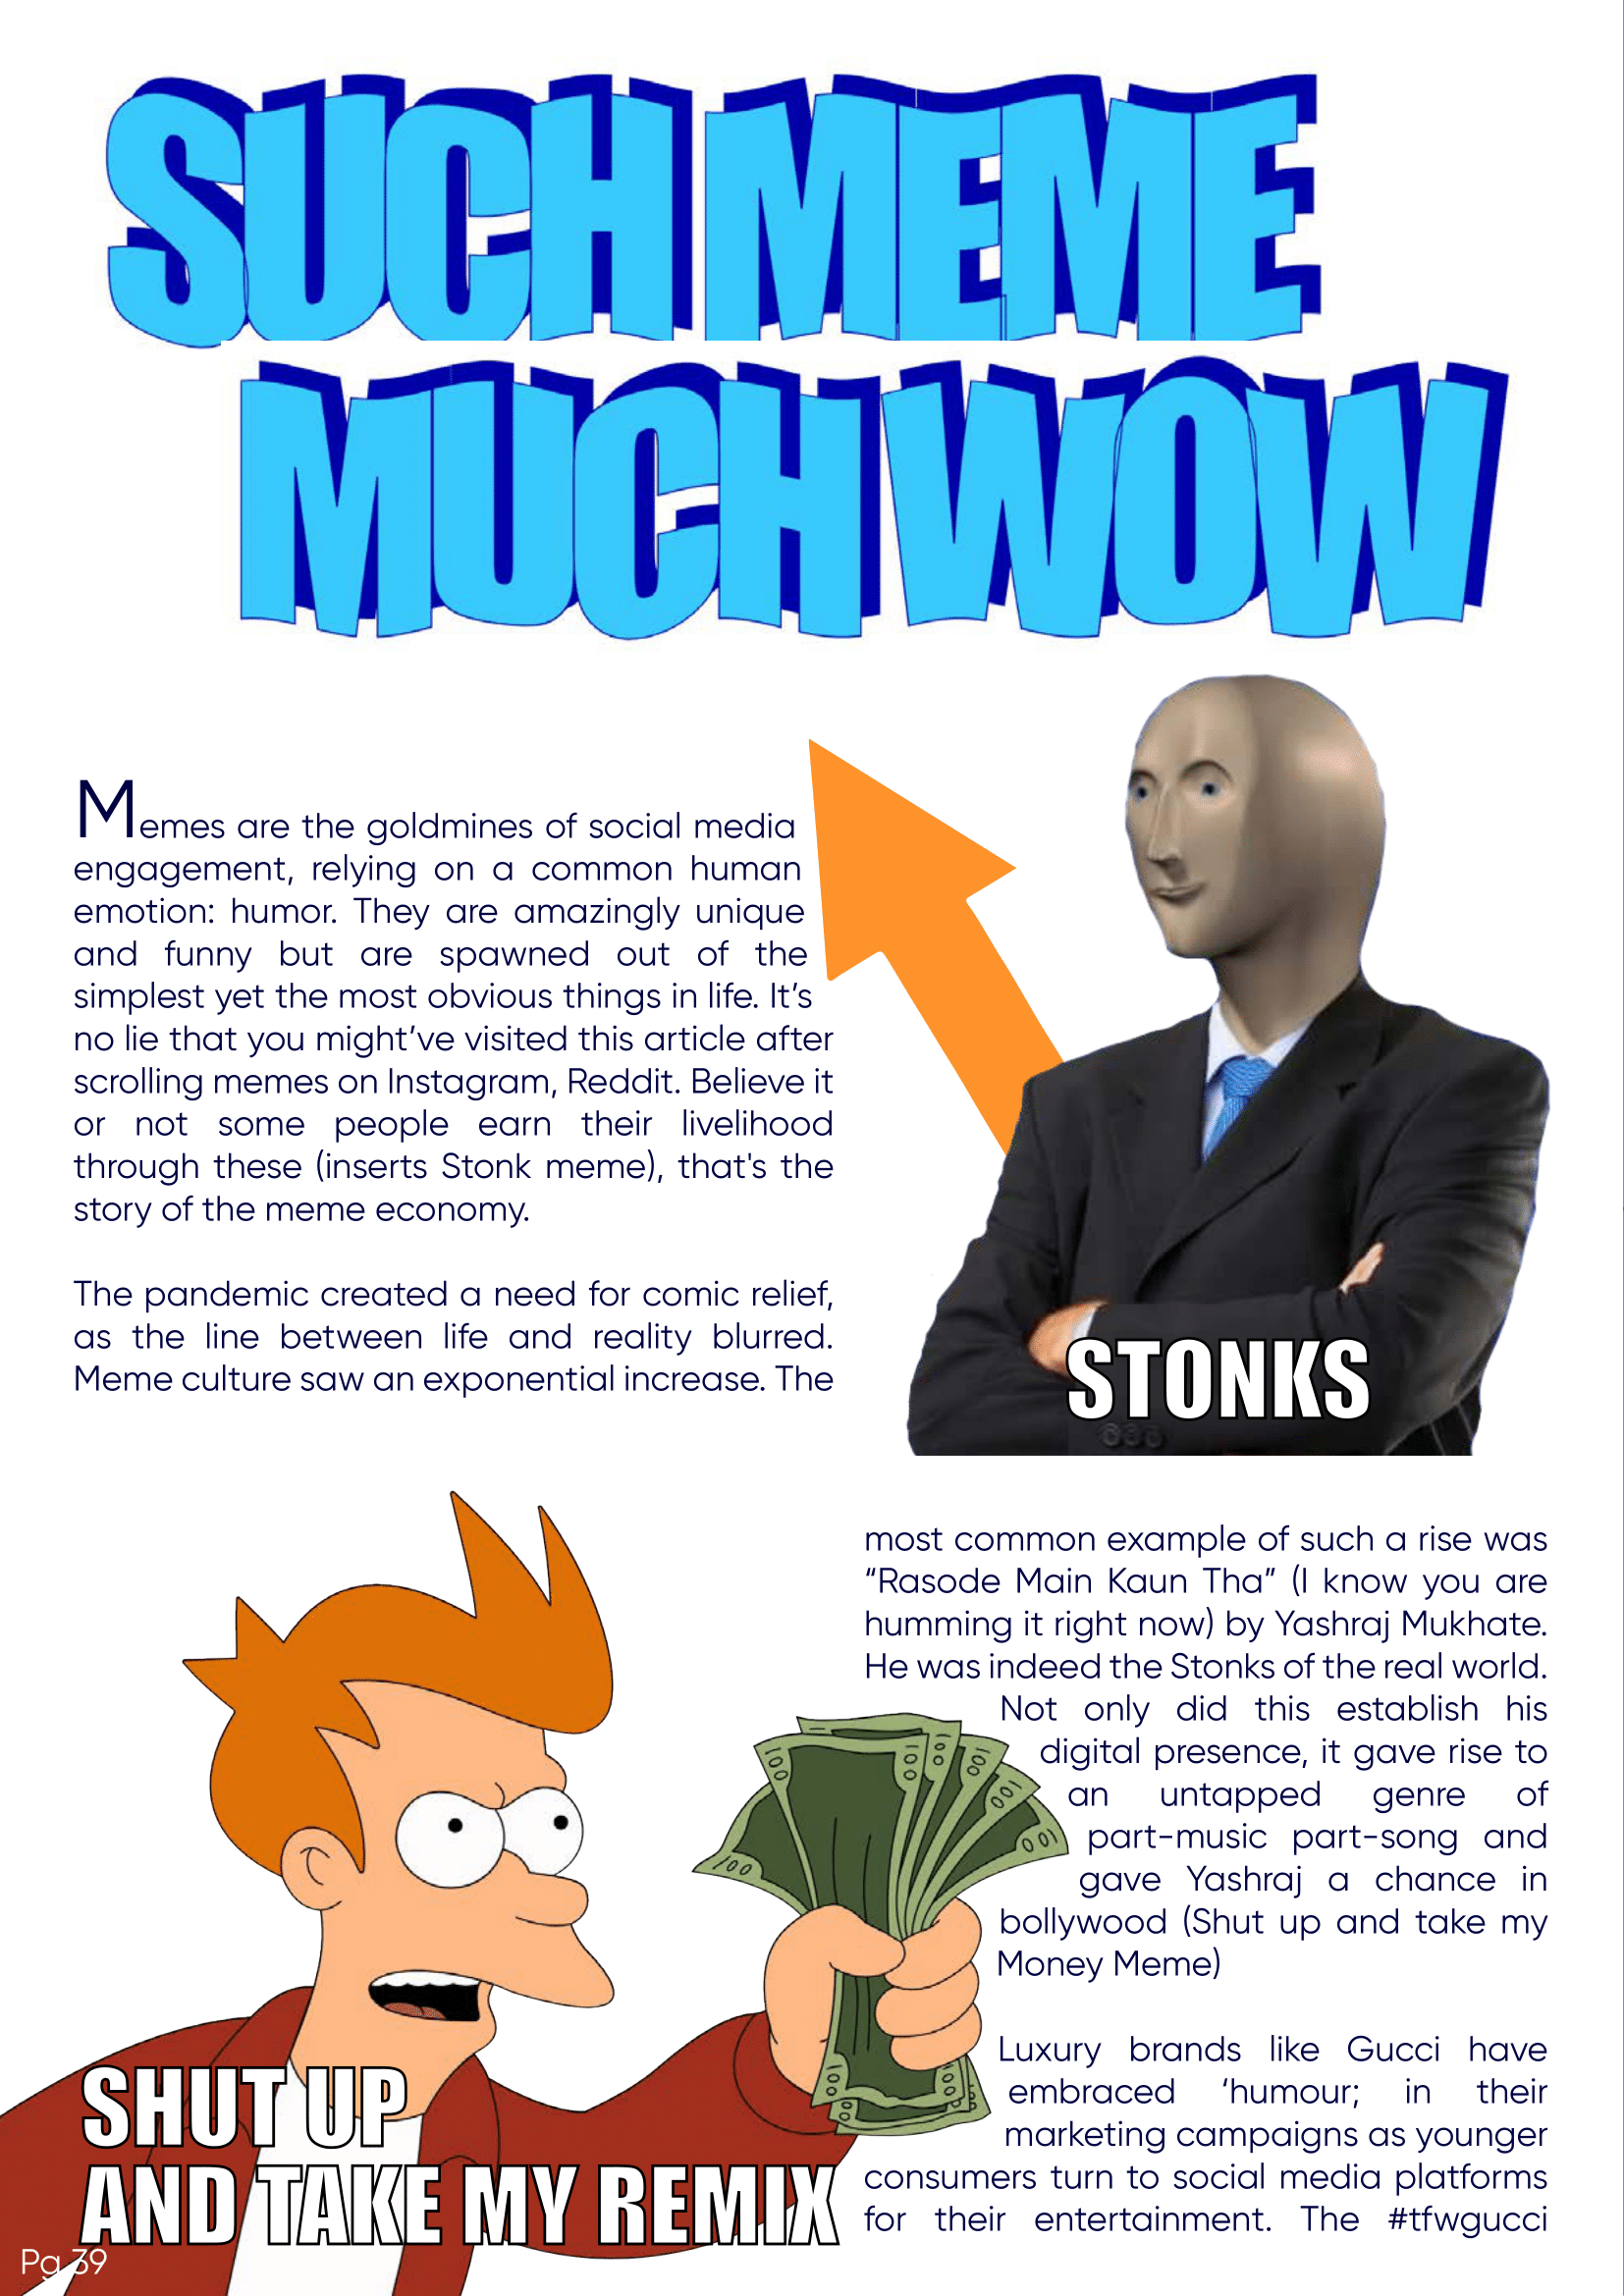 SUCH MEME
MUCH WOW
Memes are the goldmines of social media
engagement, relying on a common human
emotion: humor. They are amazingly unique
and funny but are spawned out of the
simplest yet the most obvious things in life. It’s
no lie that you might’ve visited this article after
scrolling memes on Instagram, Reddit. Believe it
or not some people earn their livelihood
through these (inserts Stonk meme), that's the
story of the meme economy.
The pandemic created a need for comic relief,
as the line between life and reality blurred.
Meme culture saw an exponential increase. The
STONKS
most common example of such a rise was
“Rasode Main Kaun Tha” (I know you are
humming it right now) by Yashraj Mukhate.
He was indeed the Stonks of the real world.
Not only did this establish his
digital presence, it gave rise to
an untapped genre of
part-music part-song and
gave Yashraj a chance in
bollywood (Shut up and take my
Money Meme)
Luxury brands like Gucci have
embraced ‘humour; in their
marketing campaigns as younger
consumers turn to social media platforms
for their entertainment. The #tfwgucci
100
100
100
100
100
100
100
100
SHUT UP
AND TAKE MY REMIX
Pg 39